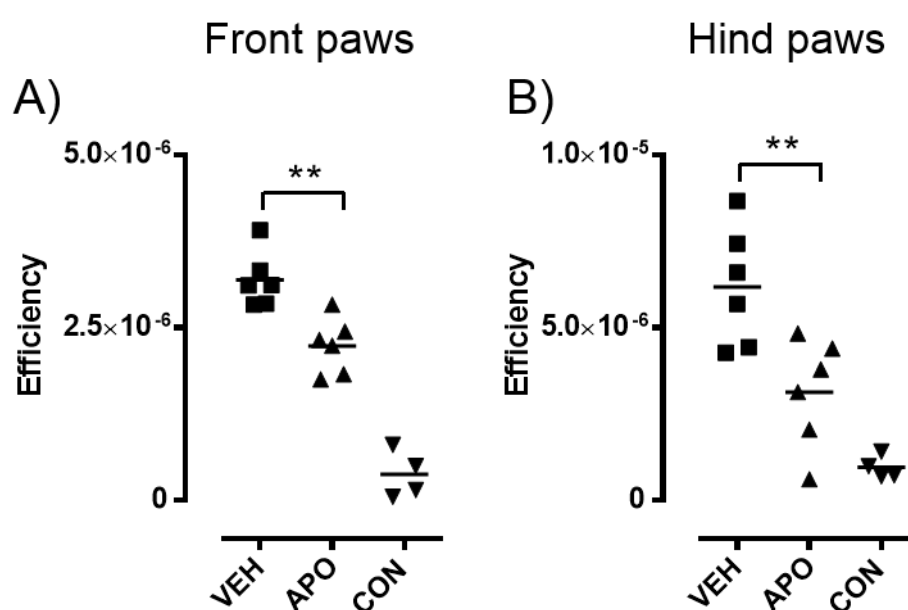 Front paws
A)
5.0×10⁻⁶
**
Efficiency
2.5×10⁻⁶
0
VEH
APO
CON
Hind paws
B)
1.0×10⁻⁵
**
Efficiency
5.0×10⁻⁶
0
VEH
APO
CON